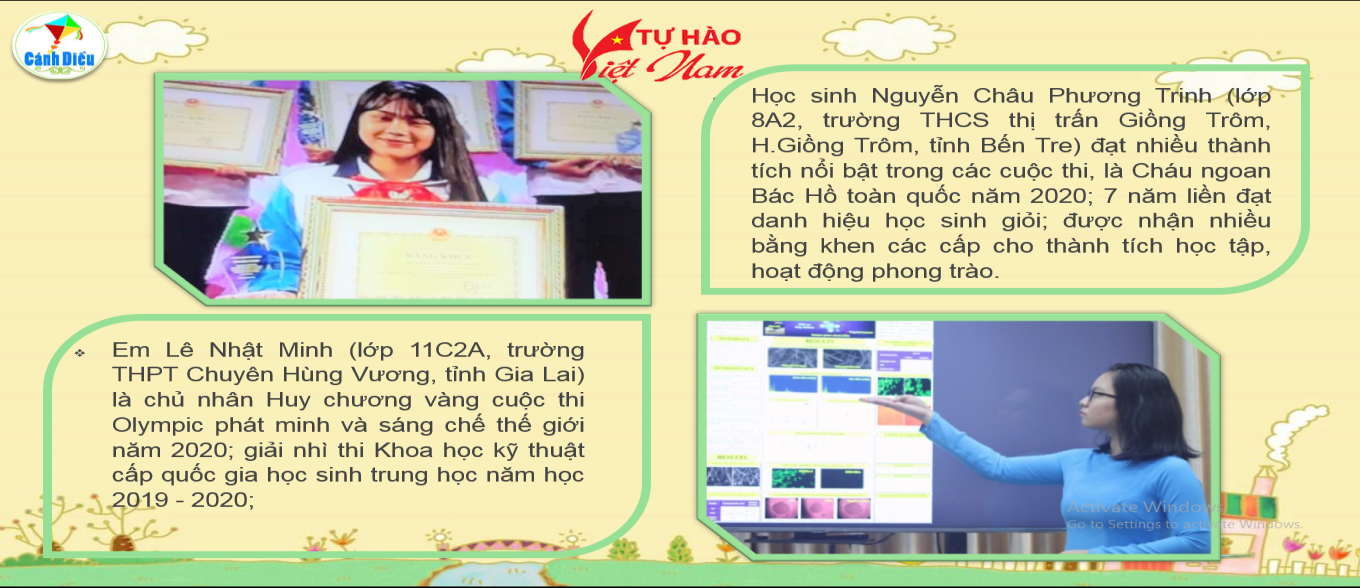 Cánh Diều
TỰ HÀO
Việt Nam
Học sinh Nguyễn Châu Phương Trinh (lớp
8A2, trường THCS thị trấn Giồng Trôm,
H.Giồng Trôm, tỉnh Bến Tre) đạt nhiều thành
tích nổi bật trong các cuộc thi, là Cháu ngoan
Bác Hồ toàn quốc năm 2020; 7 năm liền đạt
danh hiệu học sinh giỏi; được nhận nhiều
bằng khen các cấp cho thành tích học tập,
hoạt động phong trào.
BẰNG KHEN
Em Lê Nhật Minh (lớp 11C2A, trường
THPT Chuyên Hùng Vương, tỉnh Gia Lai)
là chủ nhân Huy chương vàng cuộc thi
Olympic phát minh và sáng chế thế giới
năm 2020; giải nhì thi Khoa học kỹ thuật
cấp quốc gia học sinh trung học năm học
2019 - 2020;
RESULTS
RESULTS
Activate Windows
Go to Settings to activate Windows.